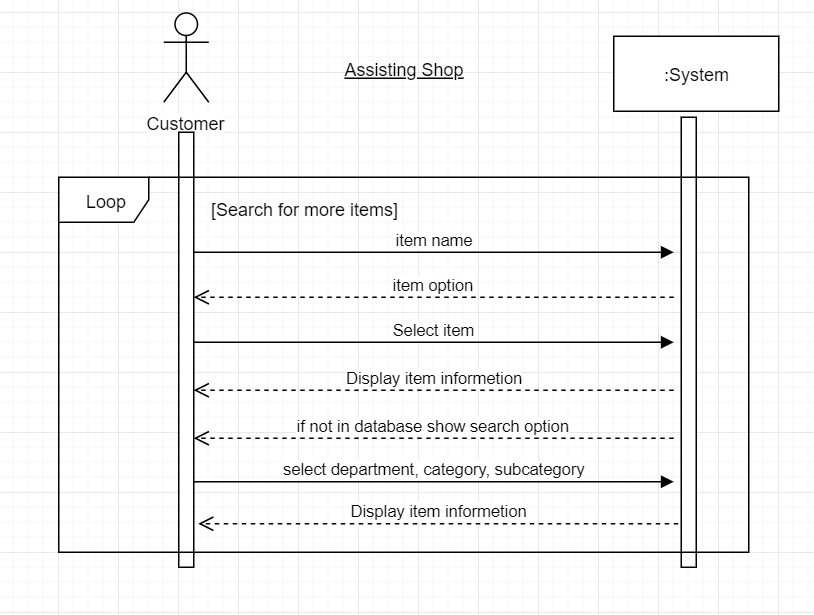 Assisting Shop
:System
Customer
Loop
[Search for more items]
item name
item option
Select item
Display item informetion
if not in database show search option
select department, category, subcategory
Display item informetion